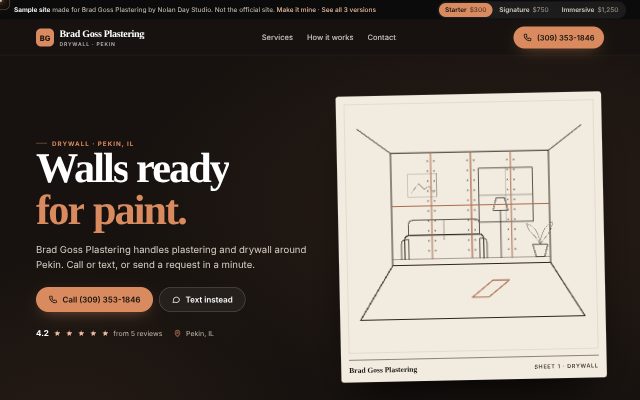 Sample site made for Brad Goss Plastering by Nolan Day Studio. Not the official site. Make it mine · See all 3 versions
Starter $300 Signature $750 Immersive $1,250
BG Brad Goss Plastering
DRYWALL · PEKIN
Services How it works Contact
(309) 353-1846
DRYWALL · PEKIN, IL
Walls ready
for paint.
Brad Goss Plastering handles plastering and drywall around
Pekin. Call or text, or send a request in a minute.
Call (309) 353-1846 Text instead
4.2 ★ ★ ★ ★ ★ from 5 reviews Pekin, IL
Brad Goss Plastering SHEET 1 · DRYWALL